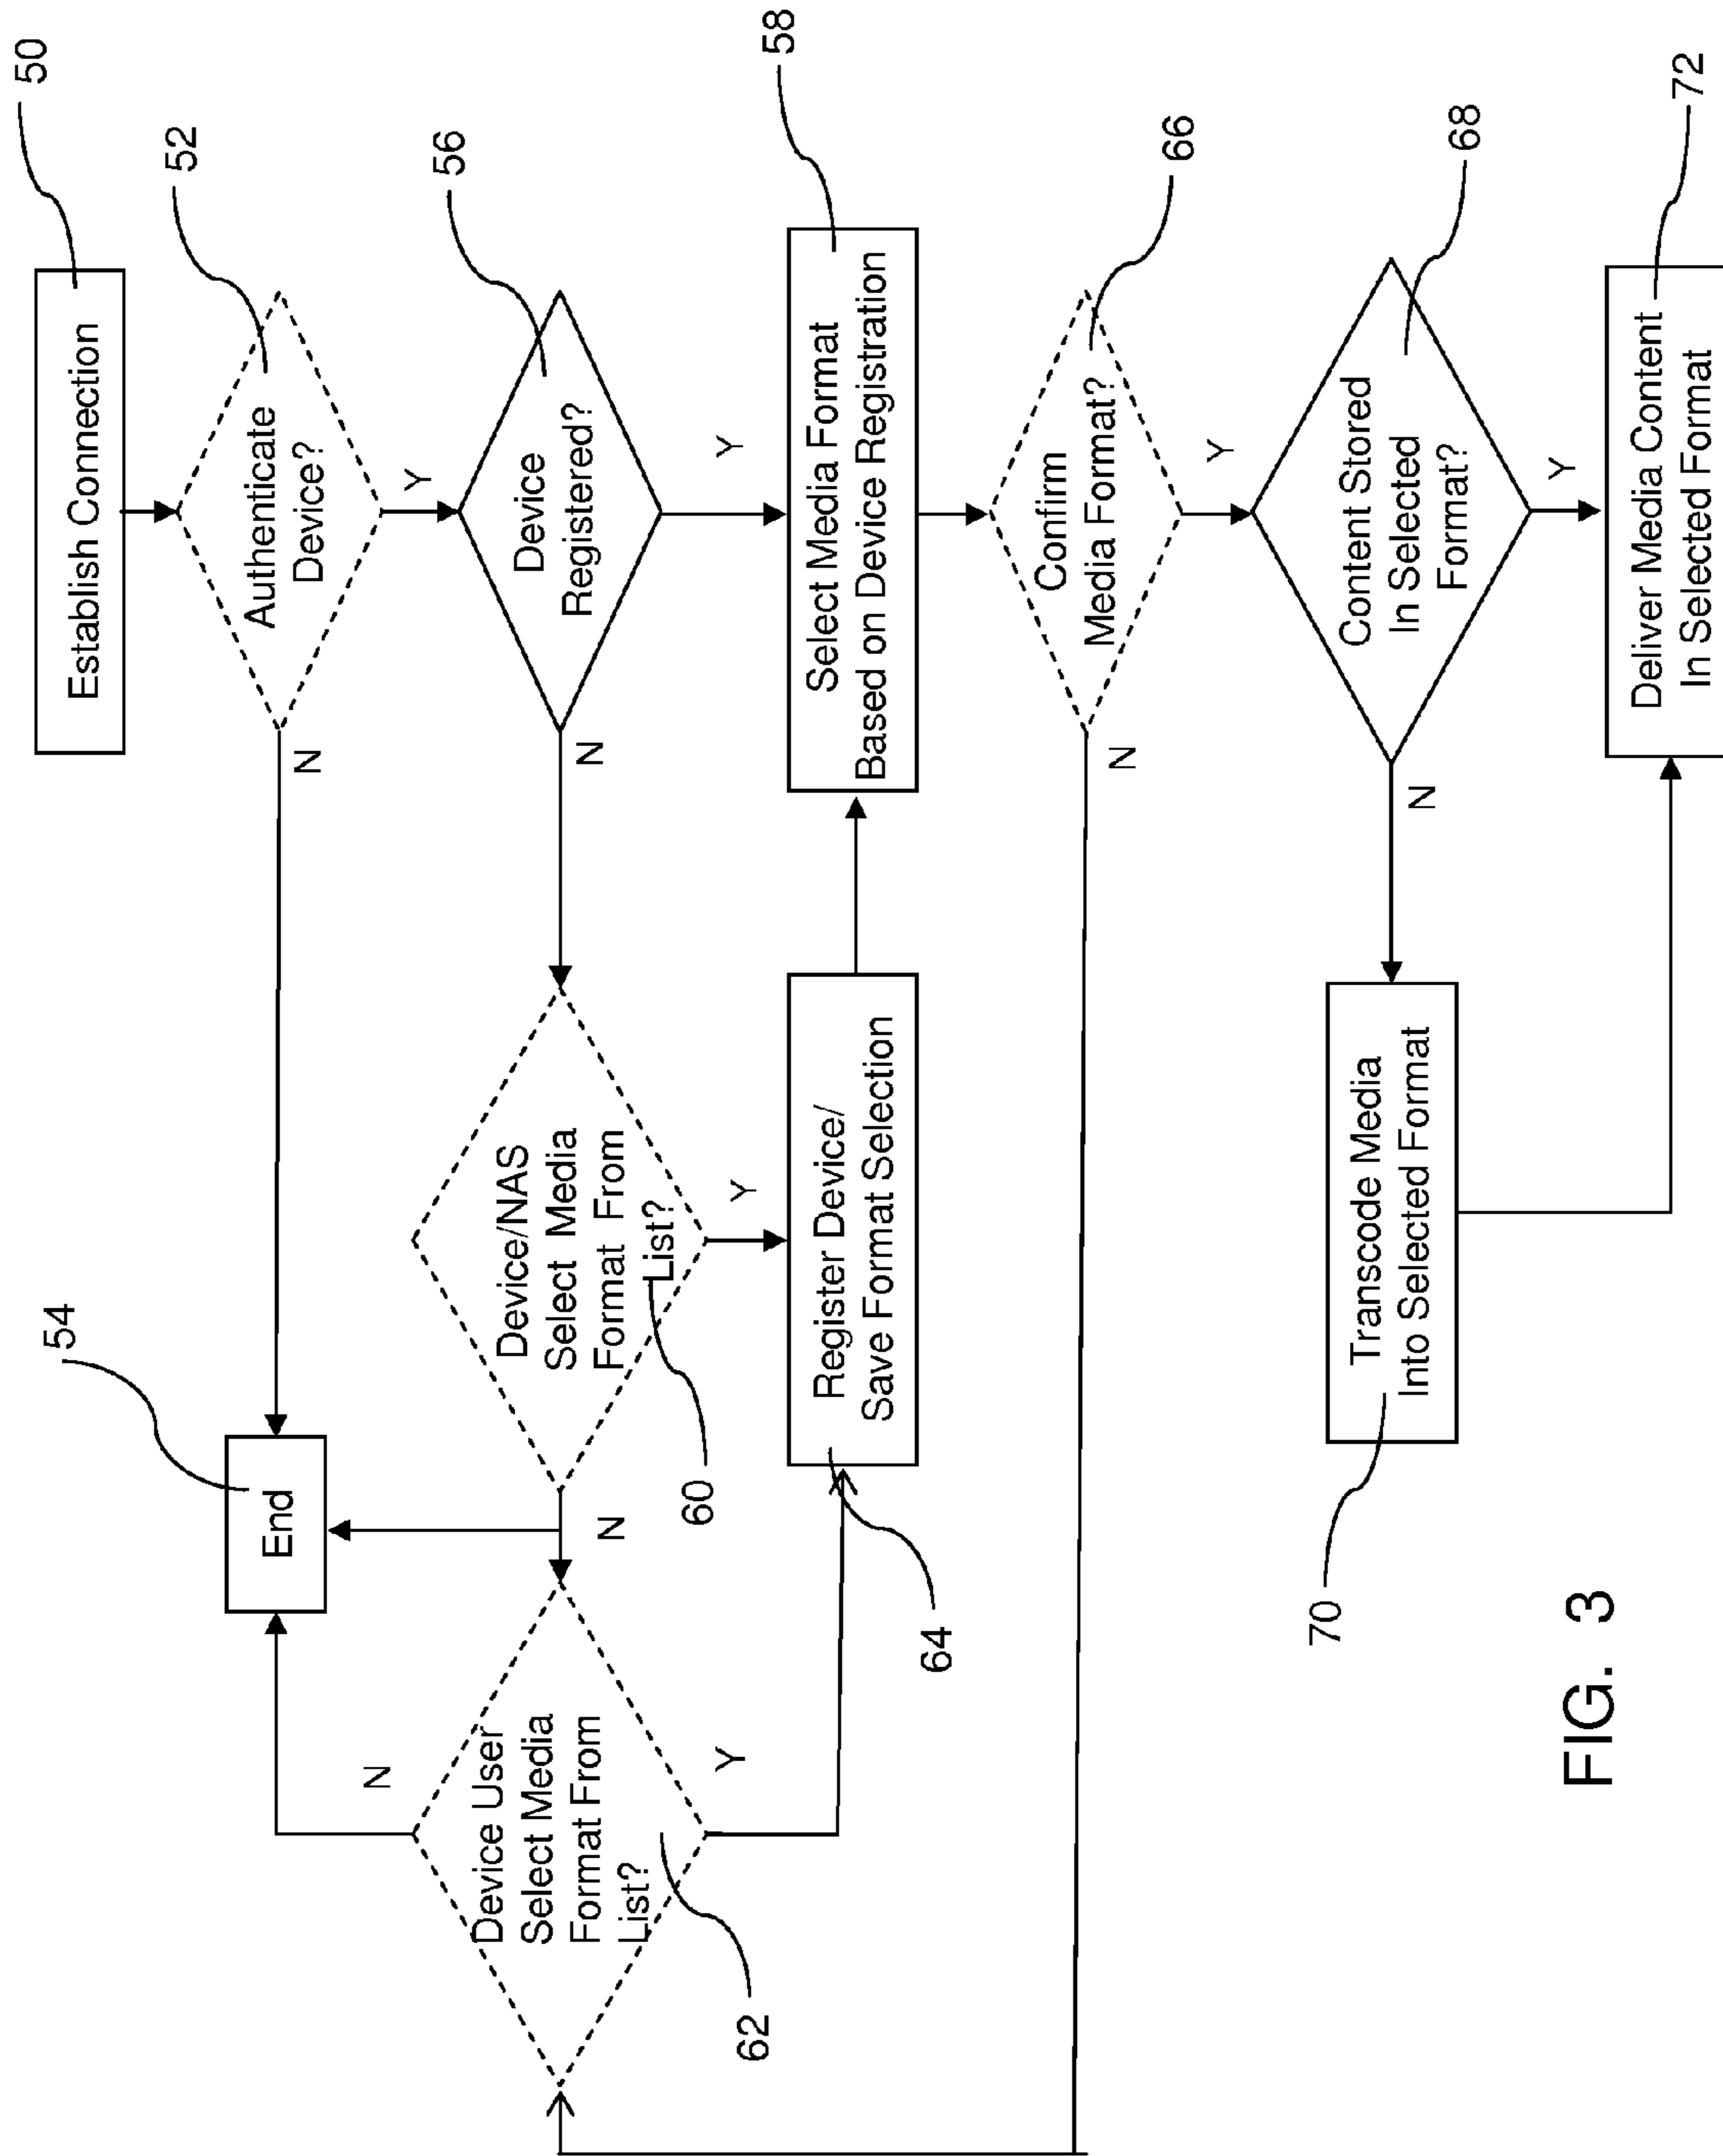 50
Establish Connection
52
Authenticate
Device?
N
Y
54
End
56
Device
Registered?
N
Y
Device User
Select Media
Format From
List?
N
Y
62
Device/NAS
Select Media
Format From
List?
N
Y
60
58
Select Media Format
Based on Device Registration
Register Device/
Save Format Selection
64
66
Confirm
Media Format?
N
Y
68
Content Stored
In Selected
Format?
N
Y
Transcode Media
Into Selected Format
70
72
Deliver Media Content
In Selected Format
FIG. 3